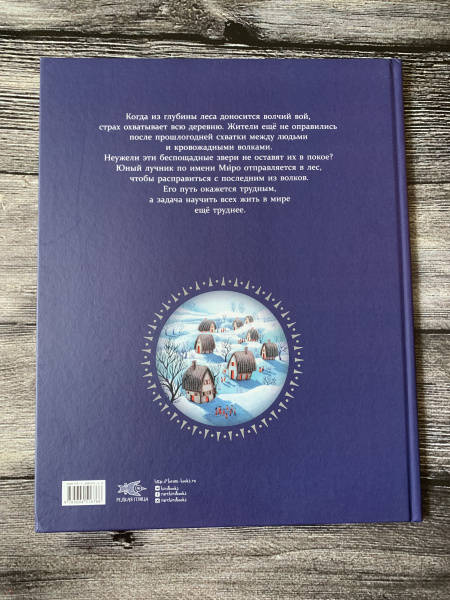 Когда из глубины леса доносится волчий вой,
страх охватывает всю деревню. Жители ещё не оправились
после прошлогодней схватки между людьми
и кровожадными волками.
Неужели эти беспощадные звери не оставят их в покое?
Юный лучник по имени Миро отправляется в лес,
чтобы расправиться с последним из волков.
Его путь окажется трудным,
а задача научить всех жить в мире
ещё труднее.
РЕДКАЯ ПТИЦА